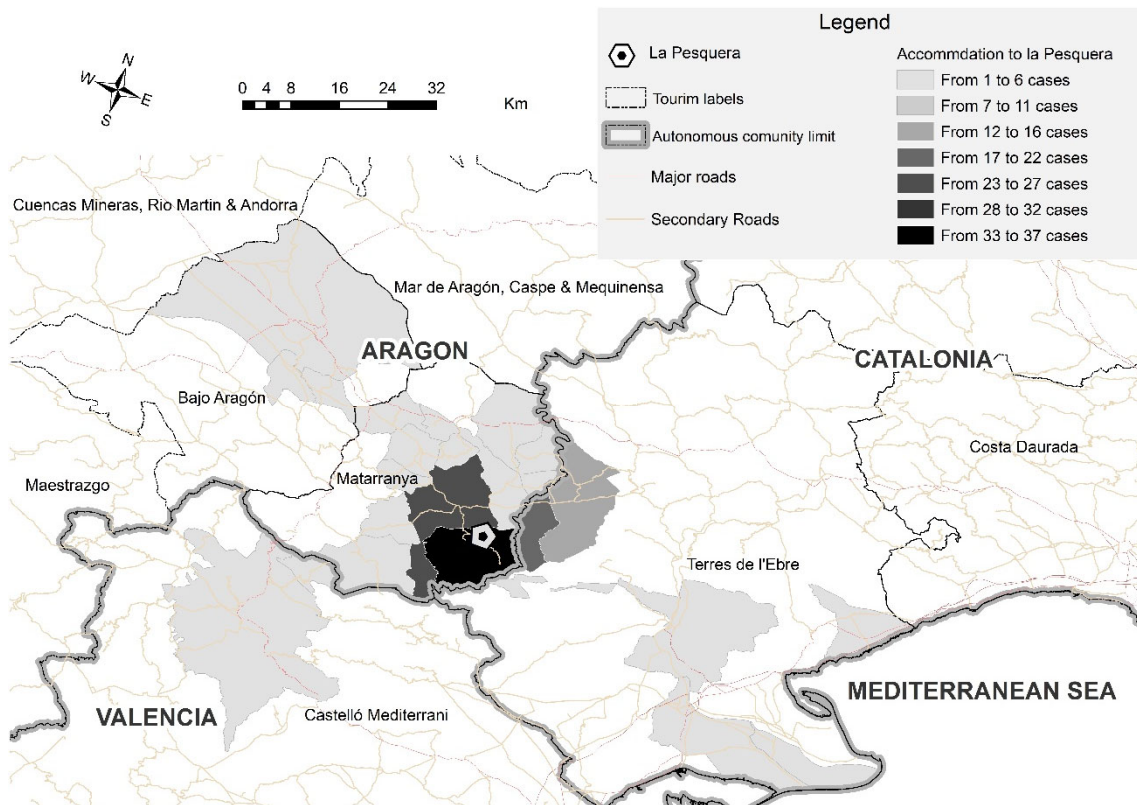 Legend
La Pesquera
Tourim labels
Autonomous comunity limit
Major roads
Secondary Roads
Accommdation to la Pesquera
From 1 to 6 cases
From 7 to 11 cases
From 12 to 16 cases
From 17 to 22 cases
From 23 to 27 cases
From 28 to 32 cases
From 33 to 37 cases
N
W
E
S
0 4 8 16 24 32
Km
Cuencas Mineras, Rio Martin & Andorra
Mar de Aragón, Caspe & Mequinensa
ARAGON
CATALONIA
Bajo Aragón
Costa Daurada
Maestrazgo
Matarranya
Terres de l'Ebre
MEDITERRANEAN SEA
VALENCIA
Castelló Mediterrani